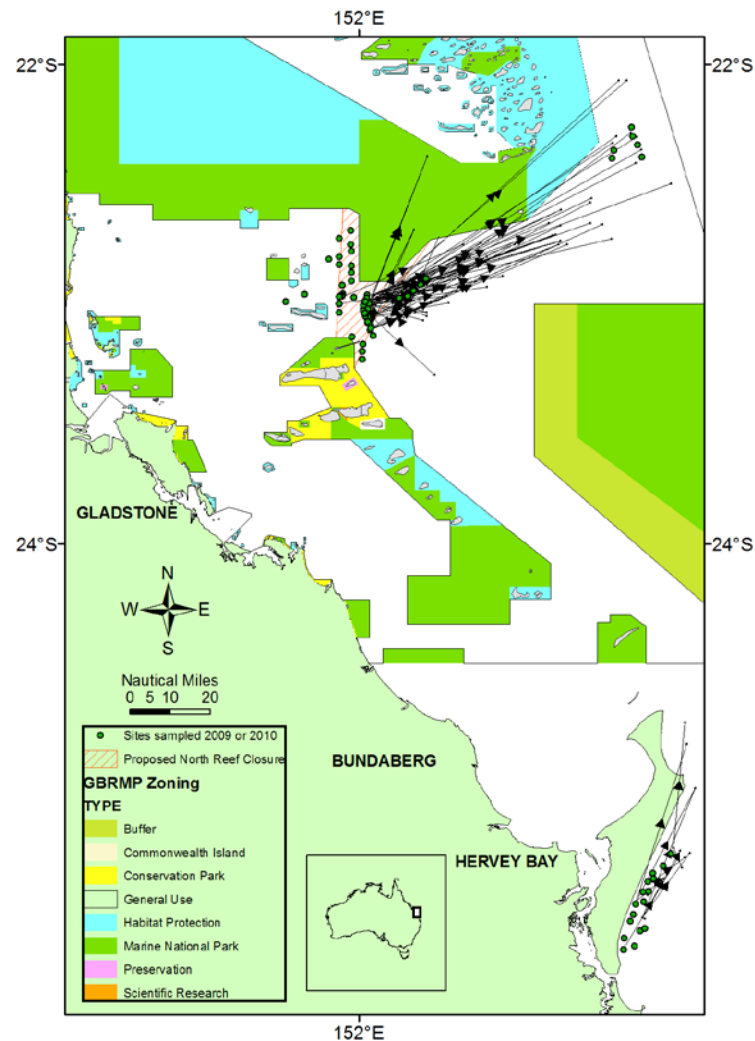 152°E
22°S
22°S
GLADSTONE
24°S
24°S
N
W
E
S
Nautical Miles
0 5 10 20
Sites sampled 2009 or 2010
Proposed North Reef Closure
GBRMP Zoning
TYPE
Buffer
Commonwealth Island
Conservation Park
General Use
Habitat Protection
Marine National Park
Preservation
Scientific Research
BUNDABERG
HERVEY BAY
152°E